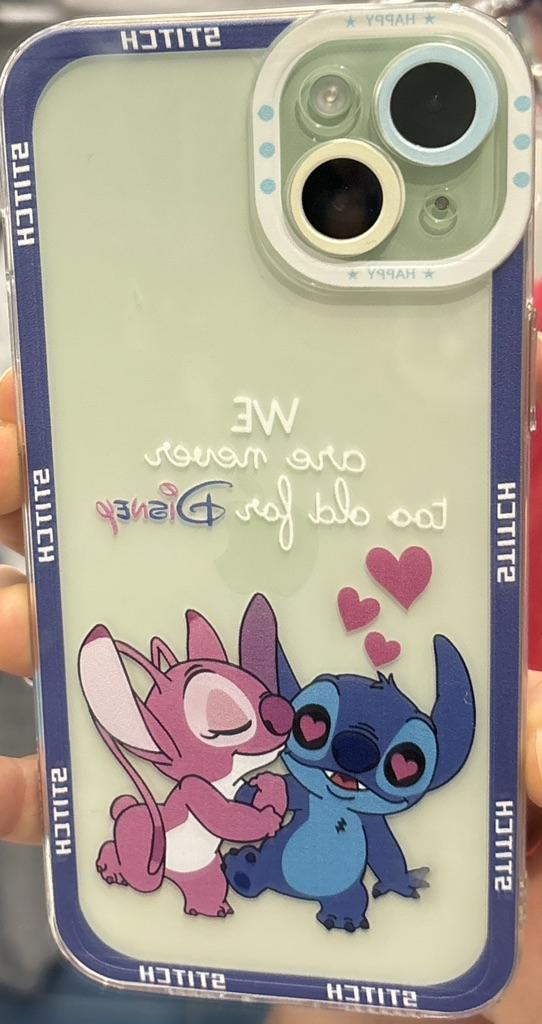 STITCH
★ HAPPY ★
STITCH
★ HAPPY ★
WE
are never
too old for DISNEY
STITCH
STITCH
STITCH
STITCH
STITCH
STITCH